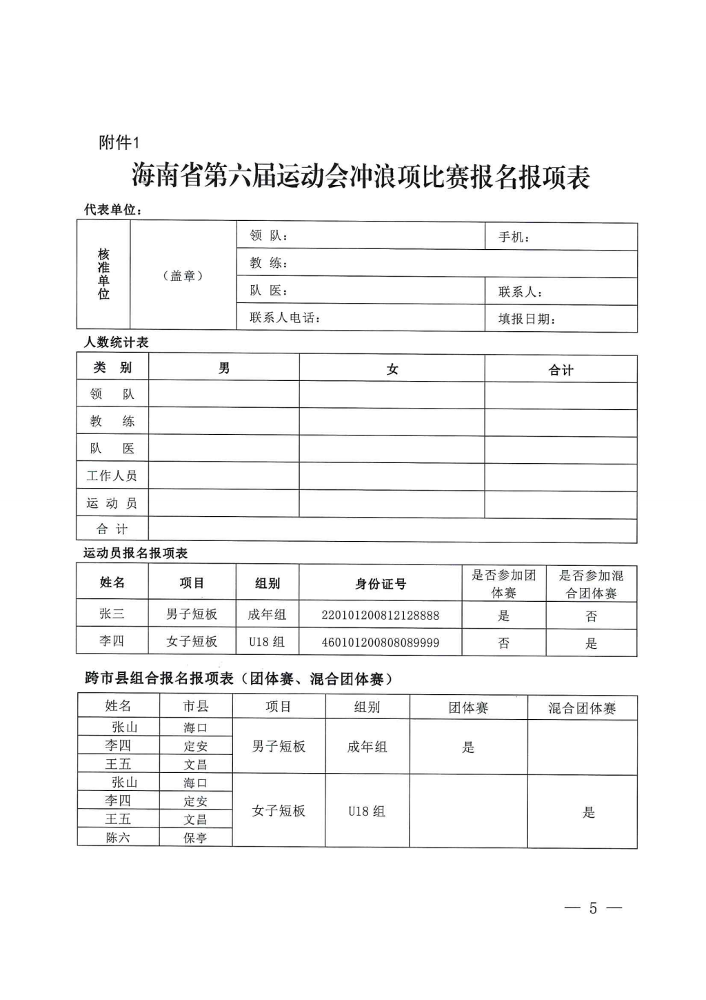 附件1
海南省第六届运动会冲浪项比赛报名报项表
代表单位：
核准单位
（盖章）
领 队：
手机：
教 练：
队 医：
联系人：
联系人电话：
填报日期：
人数统计表
类 别 男 女 合计
领 队
教 练
队 医
工作人员
运 动 员
合 计
运动员报名报项表
姓名 项目 组别 身份证号 是否参加团体赛 是否参加混合团体赛
张三 男子短板 成年组 220101200812128888 是 否
李四 女子短板 U18 组 460101200808089999 否 是
跨市县组合报名报项表（团体赛、混合团体赛）
姓名 市县 项目 组别 团体赛 混合团体赛
张山 海口
李四 定安 男子短板 成年组 是
王五 文昌
张山 海口
李四 定安
女子短板 U18 组 是
王五 文昌
陈六 保亭
— 5 —